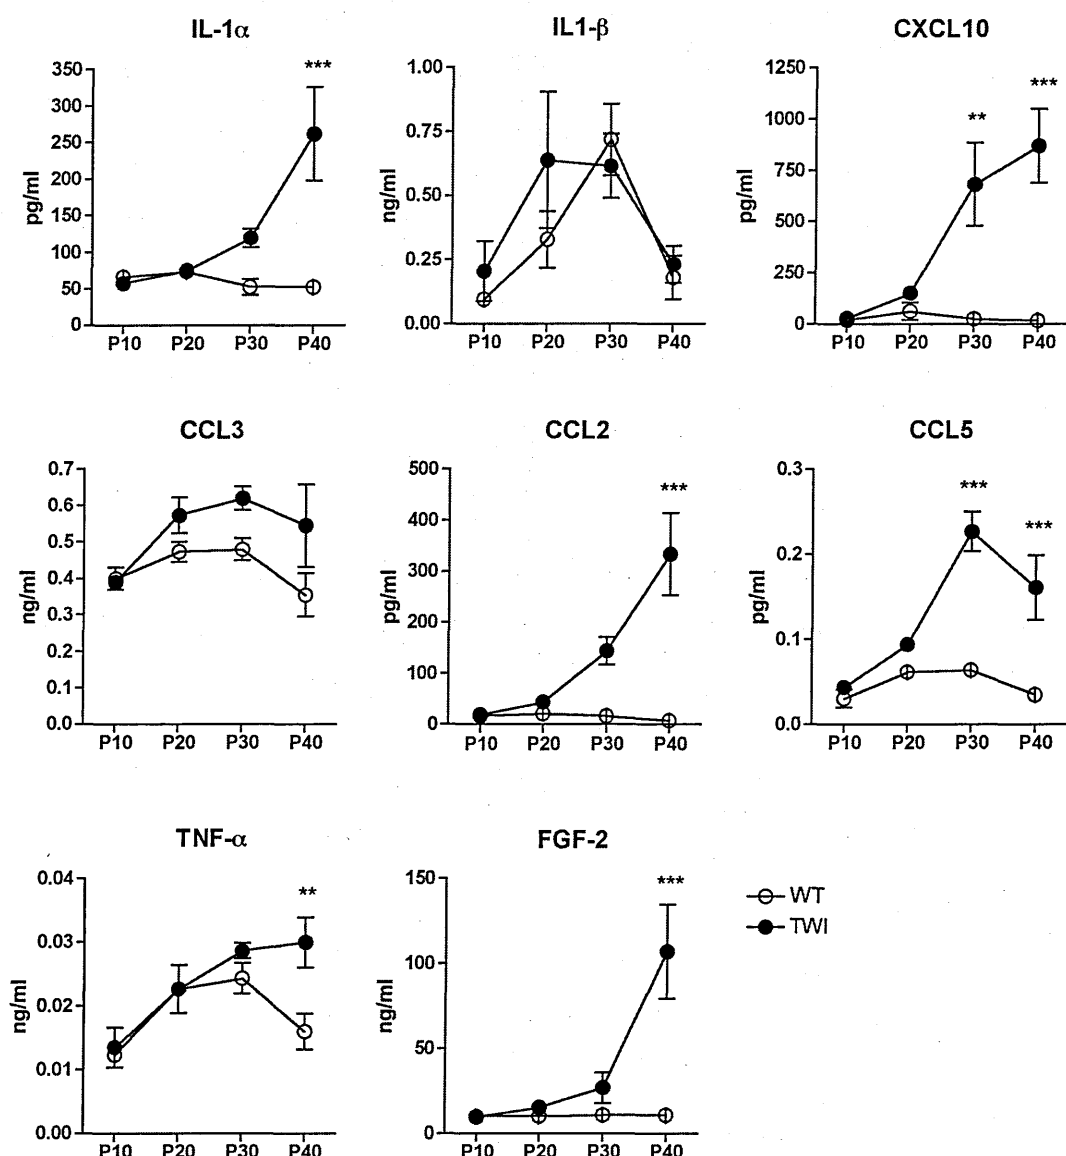 IL-1α
IL1-β
CXCL10
***
**
***
pg/ml
ng/ml
pg/ml
350
300
250
200
150
100
50
0
1.00
0.75
0.50
0.25
0.00
1250
1000
750
500
250
0
P10 P20 P30 P40
P10 P20 P30 P40
P10 P20 P30 P40
CCL3
CCL2
CCL5
***
***
***
ng/ml
pg/ml
pg/ml
0.7
0.6
0.5
0.4
0.3
0.2
0.1
0.0
500
400
300
200
100
0
0.3
0.2
0.1
0.0
P10 P20 P30 P40
P10 P20 P30 P40
P10 P20 P30 P40
TNF-α
FGF-2
**
***
ng/ml
ng/ml
0.04
0.03
0.02
0.01
0.00
150
100
50
0
P10 P20 P30 P40
P10 P20 P30 P40
WT
TWI